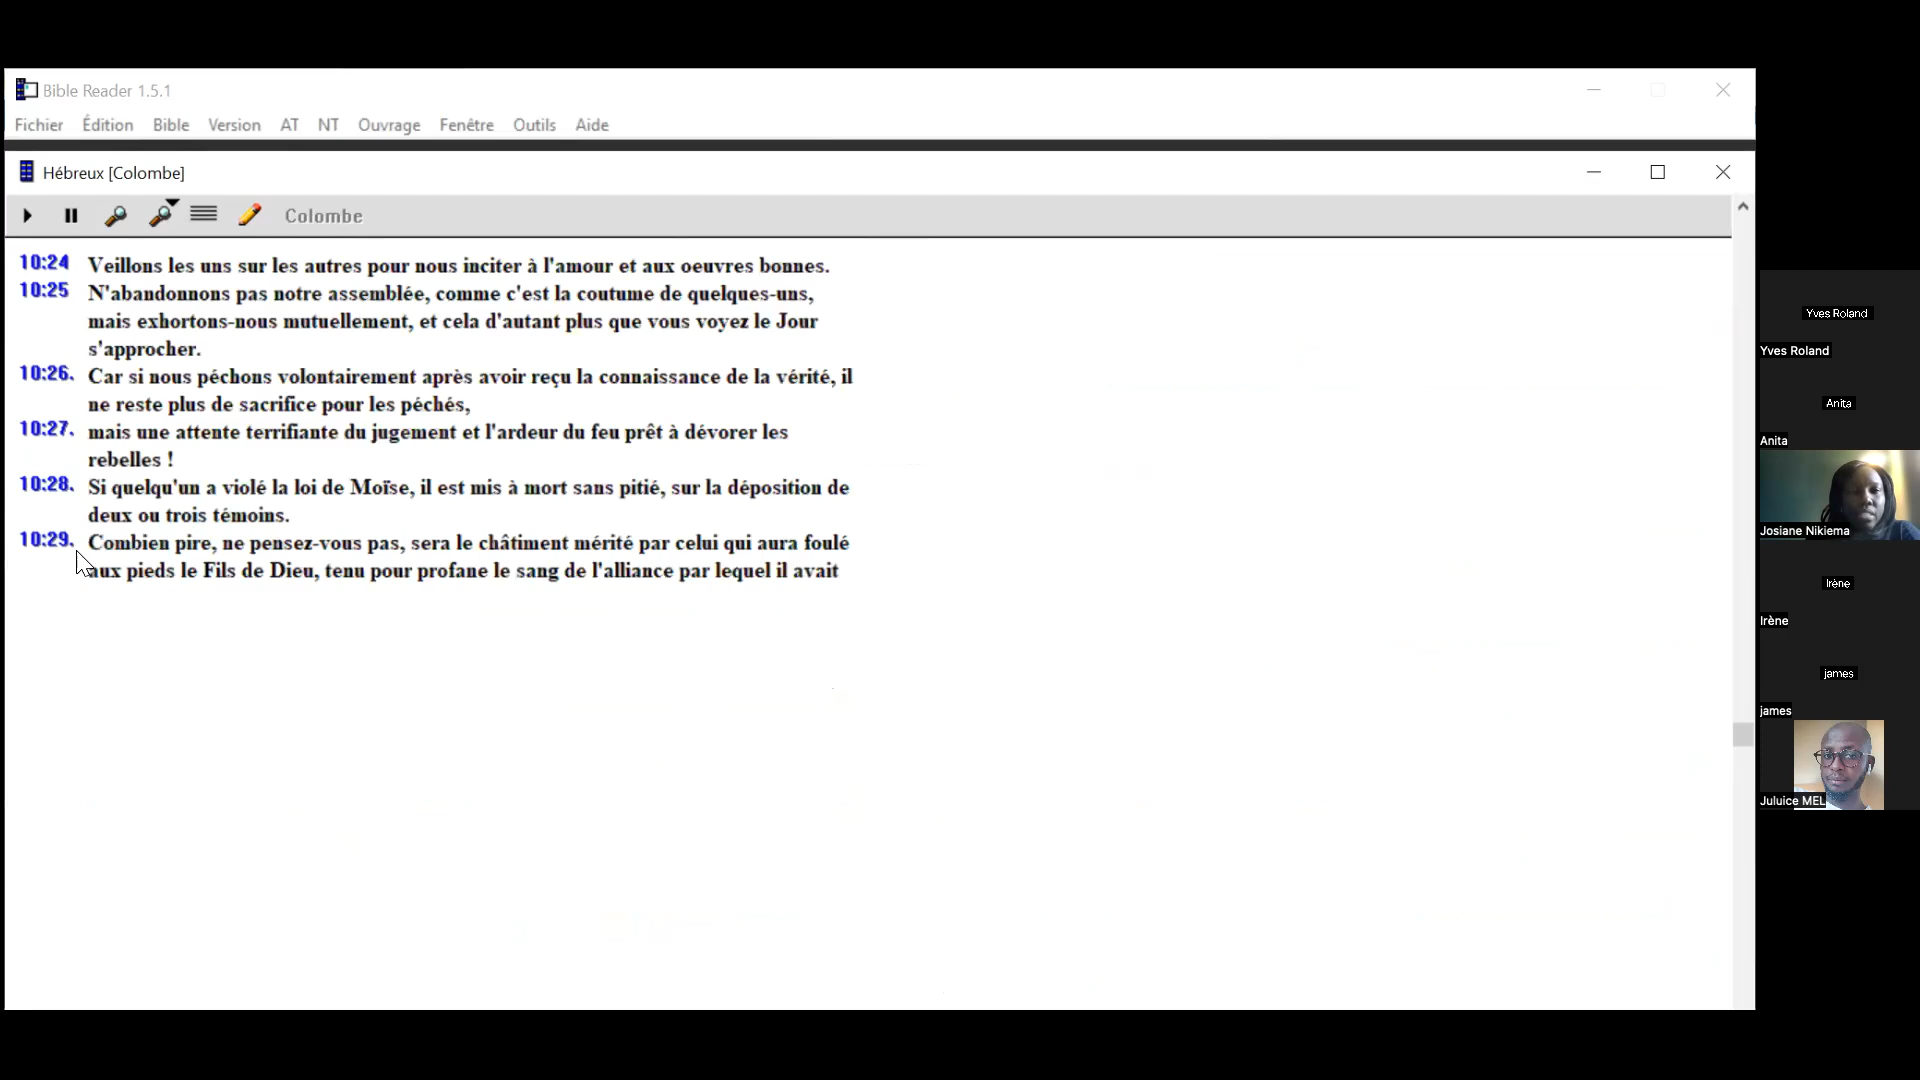 Bible Reader 1.5.1
Fichier Édition Bible Version AT NT Ouvrage Fenêtre Outils Aide
Hébreux [Colombe]
Colombe
10:24 Veillons les uns sur les autres pour nous inciter à l'amour et aux oeuvres bonnes.
10:25 N'abandonnons pas notre assemblée, comme c'est la coutume de quelques-uns,
mais exhortons-nous mutuellement, et cela d'autant plus que vous voyez le Jour
s'approcher.
10:26. Car si nous péchons volontairement après avoir reçu la connaissance de la vérité, il
ne reste plus de sacrifice pour les péchés,
10:27. mais une attente terrifiante du jugement et l'ardeur du feu prêt à dévorer les
rebelles !
10:28. Si quelqu'un a violé la loi de Moïse, il est mis à mort sans pitié, sur la déposition de
deux ou trois témoins.
10:29. Combien pire, ne pensez-vous pas, sera le châtiment mérité par celui qui aura foulé
aux pieds le Fils de Dieu, tenu pour profane le sang de l'alliance par lequel il avait
Yves Roland
Yves Roland
Anita
Anita
Josiane Nikiema
Irène
Irène
james
james
Juluice MEL